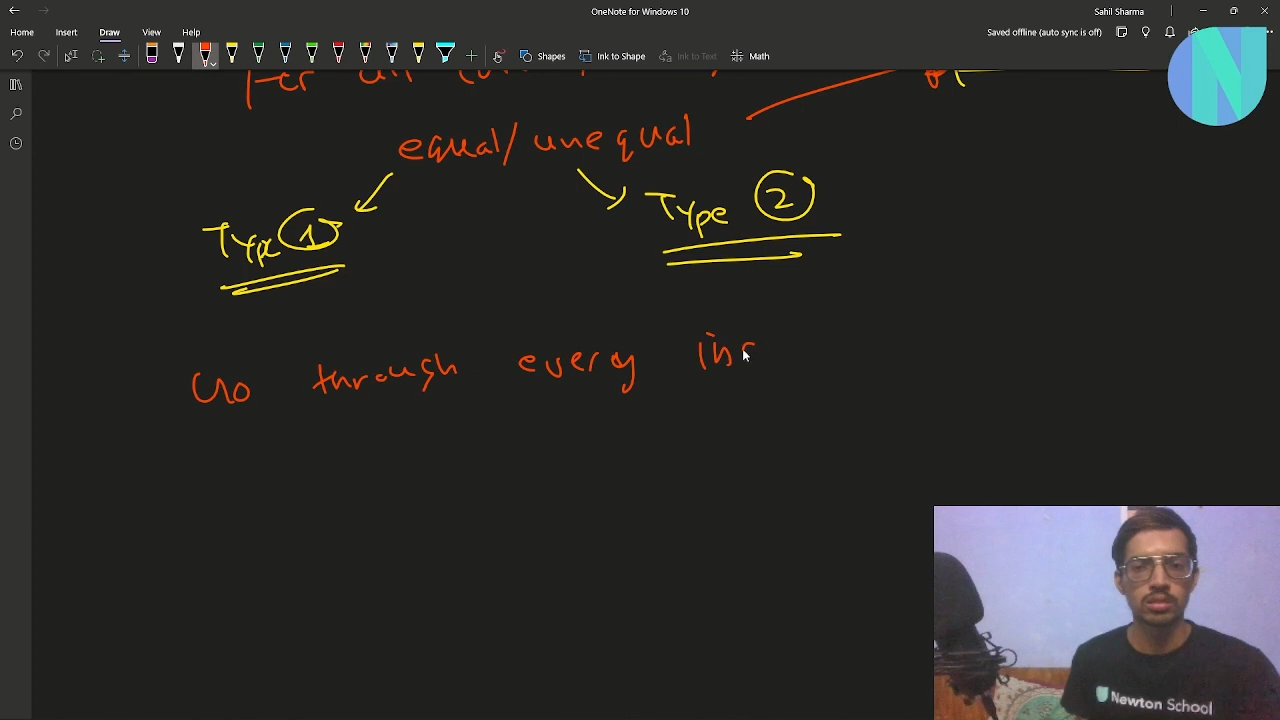 OneNote for Windows 10
Sahil Sharma
Home Insert Draw View Help
Saved offline (auto sync is off)
Shapes Ink to Shape Ink to Text Math
equal/unequal
Type 1
Type 2
Go through every
Newton School